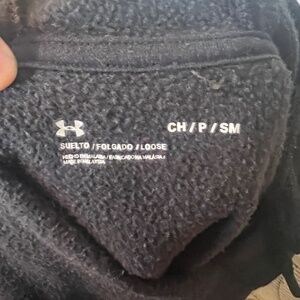 CH / P / SM
SUELTO / FOLGADO / LOOSE
HECHO EN MALASIA / FABRICADO NA MALÁSIA /
MADE IN MALAYSIA